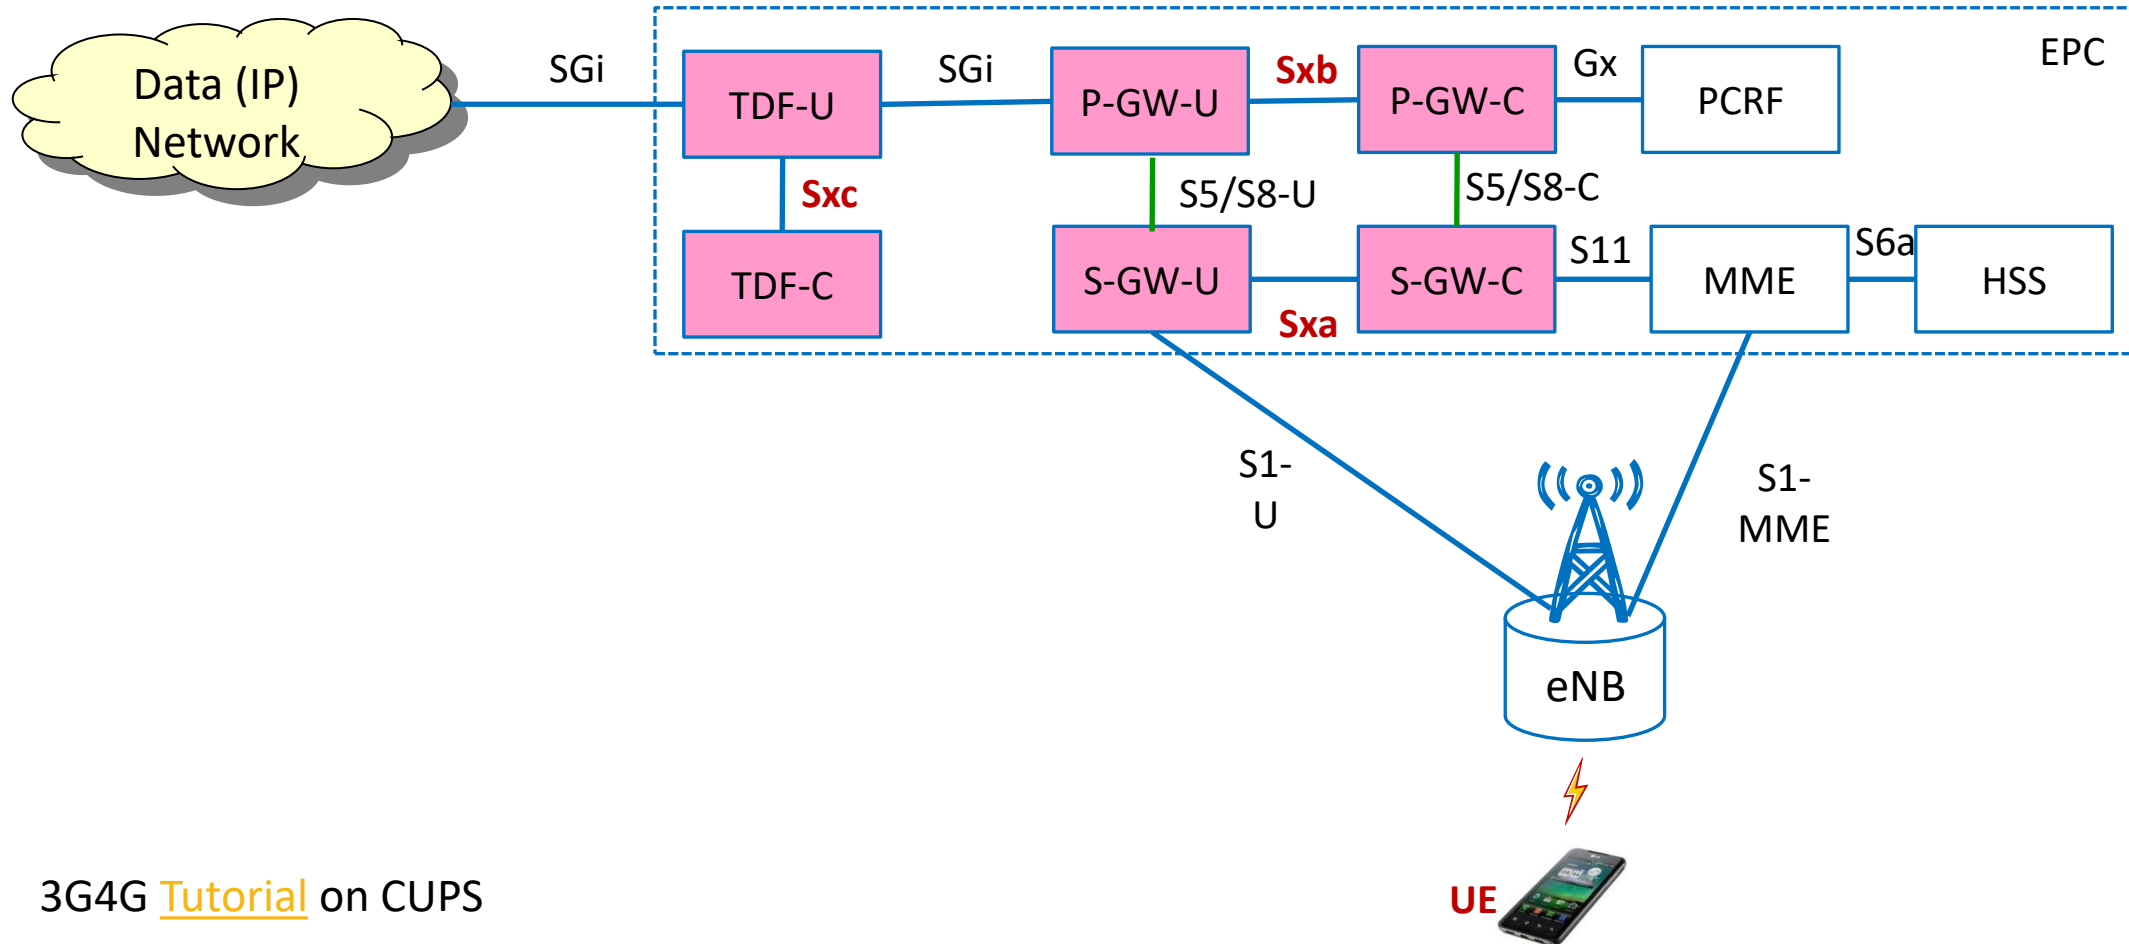 Data (IP)
Network
SGi
TDF-U
SGi
P-GW-U
Sxb
P-GW-C
Gx
PCRF
EPC
Sxc
S5/S8-U
S5/S8-C
TDF-C
S-GW-U
Sxa
S-GW-C
S11
MME
S6a
HSS
S1-
U
S1-
MME
eNB
UE
3G4G Tutorial on CUPS